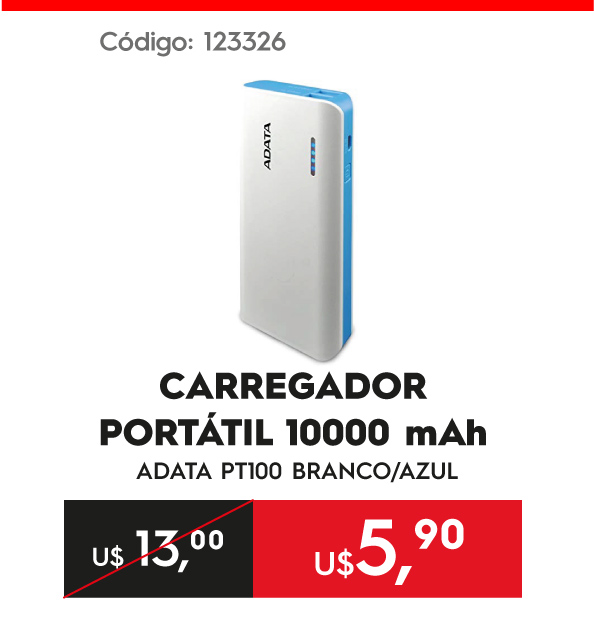 Código: 123326
ADATA
CARREGADOR
PORTÁTIL 10000 mAh
ADATA PT100 BRANCO/AZUL
U$ 13,00
U$5,90